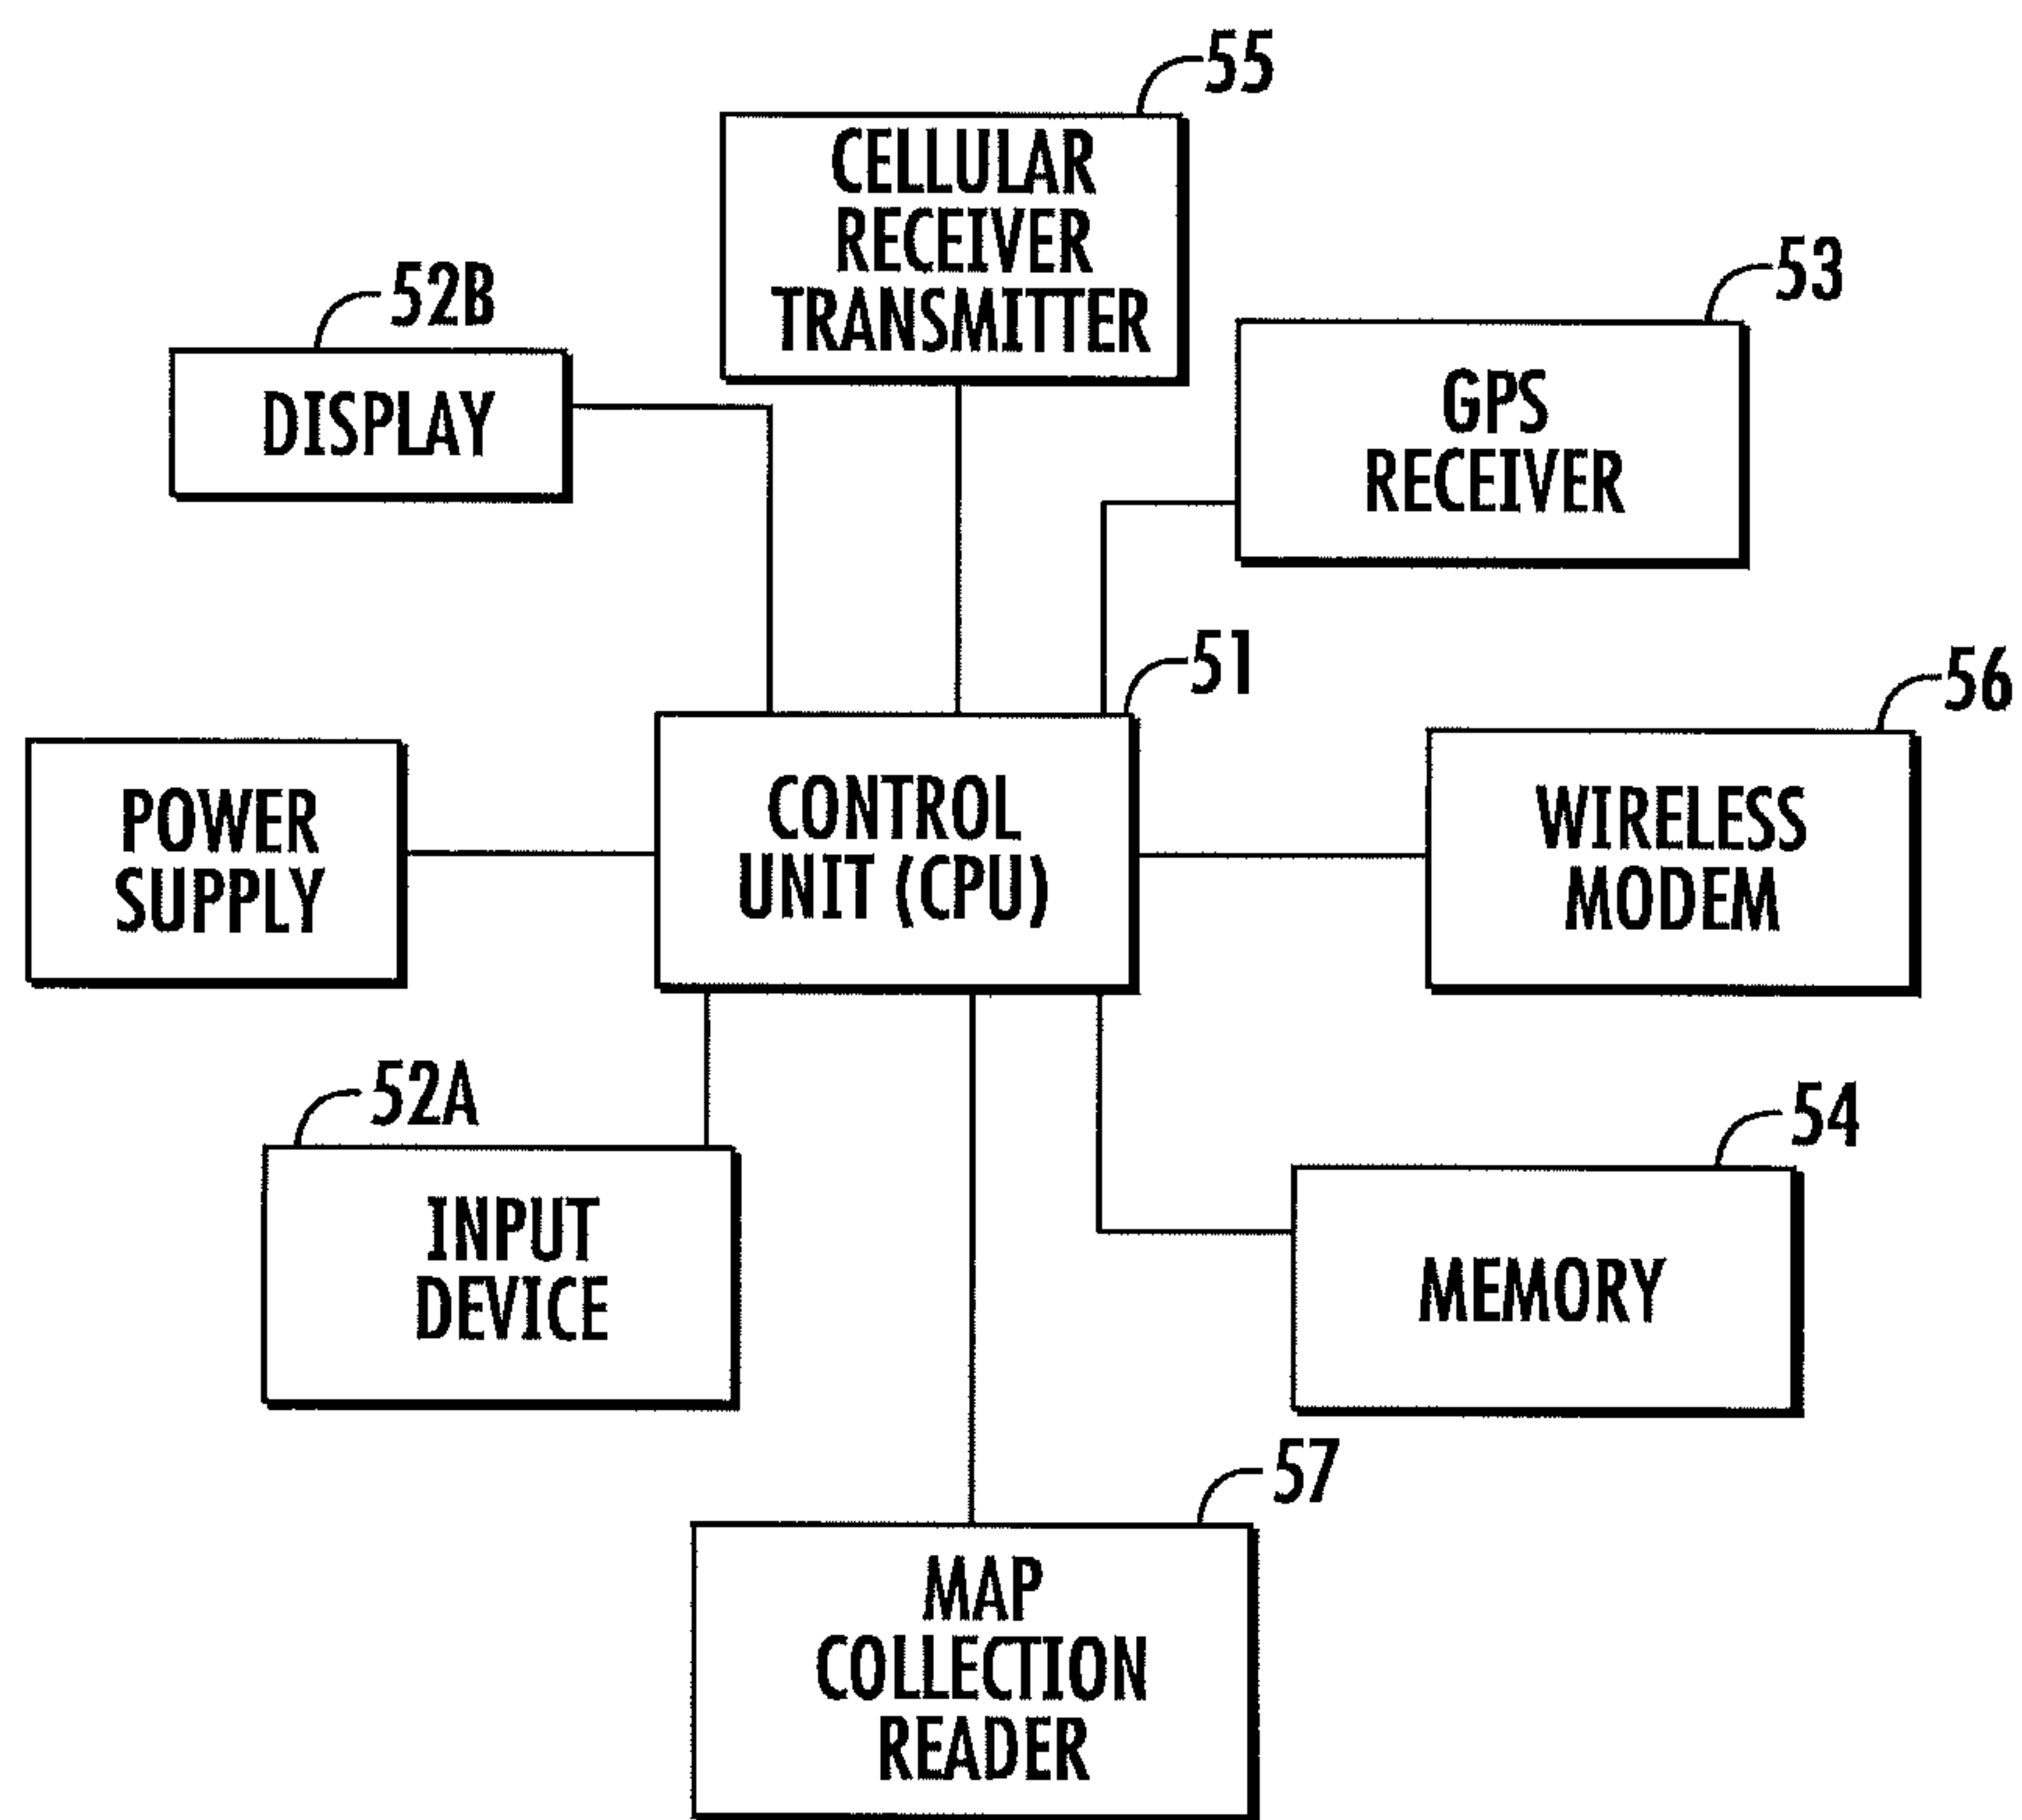 55
CELLULAR
RECEIVER
TRANSMITTER
52B
DISPLAY
53
GPS
RECEIVER
51
CONTROL
UNIT (CPU)
POWER
SUPPLY
56
WIRELESS
MODEM
52A
INPUT
DEVICE
54
MEMORY
57
MAP
COLLECTION
READER